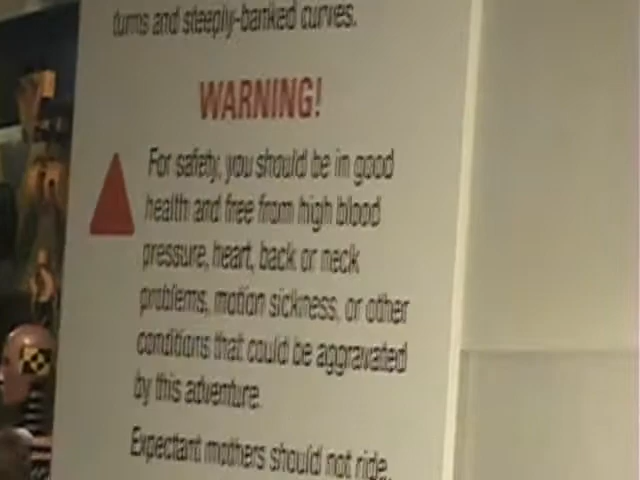 turns and steeply-banked curves.
WARNING!
For safety, you should be in good
health and free from high blood
pressure, heart, back or neck
problems, motion sickness, or other
conditions that could be aggravated
by this adventure.
Expectant mothers should not ride.